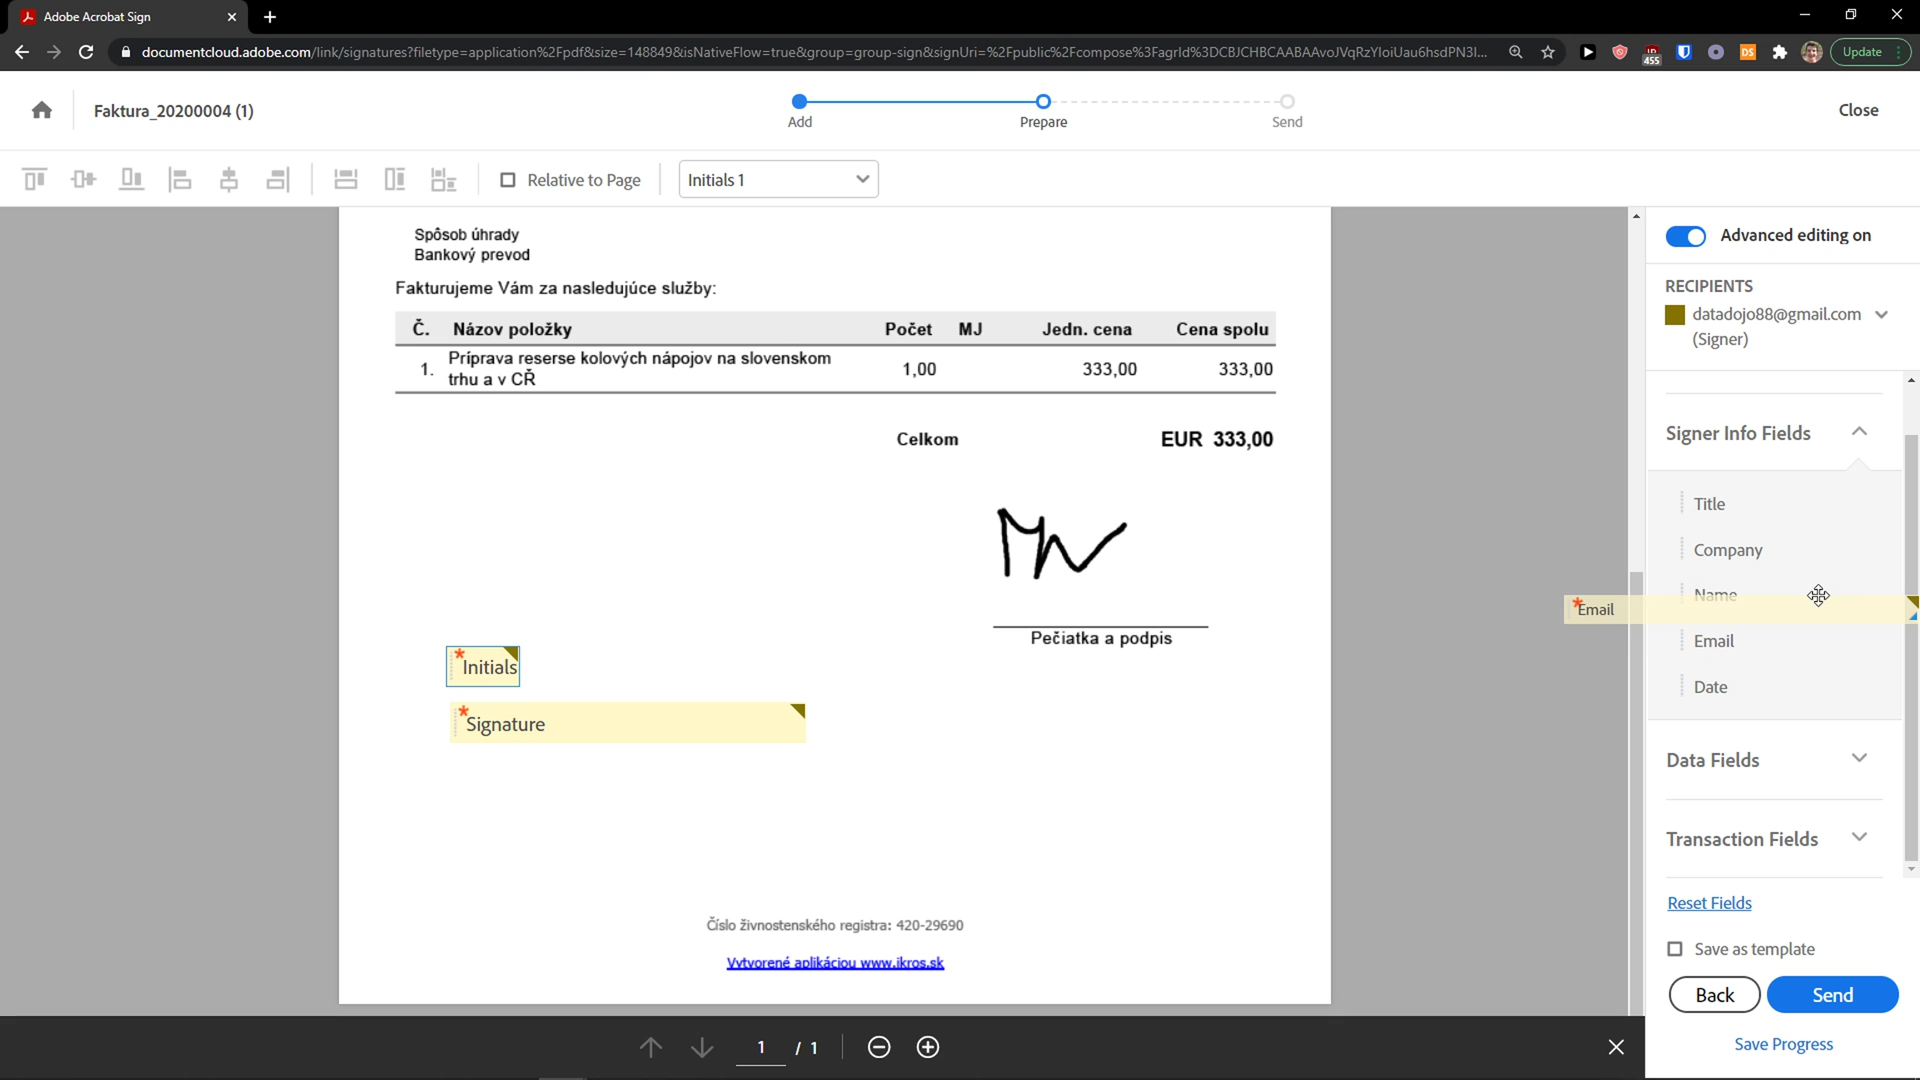 Adobe Acrobat Sign
documentcloud.adobe.com/link/signatures?filetype=application%2Fpdf&size=148849&isNativeFlow=true&group=group-sign&signUri=%2Fpublic%2Fcompose%3FagrId%3DCBJCHBCAABAAvoJVqRzYIoiUau6hsdPN3I...
455
DS
Update
Faktura_20200004 (1)
Add
Prepare
Send
Close
Relative to Page
Initials 1
Spôsob úhrady
Bankový prevod
Fakturujeme Vám za nasledujúce služby:
Č. Názov položky Počet MJ Jedn. cena Cena spolu
1. Príprava reserse kolových nápojov na slovenskom trhu a v CŘ 1,00 333,00 333,00
Celkom EUR 333,00
Pečiatka a podpis
* Initials
* Signature
Číslo živnostenského registra: 420-29690
Vytvorené aplikáciou www.ikros.sk
Advanced editing on
RECIPIENTS
datadojo88@gmail.com
(Signer)
Signer Info Fields
Title
Company
Name
* Email
Email
Date
Data Fields
Transaction Fields
Reset Fields
Save as template
Back
Send
Save Progress
1 / 1